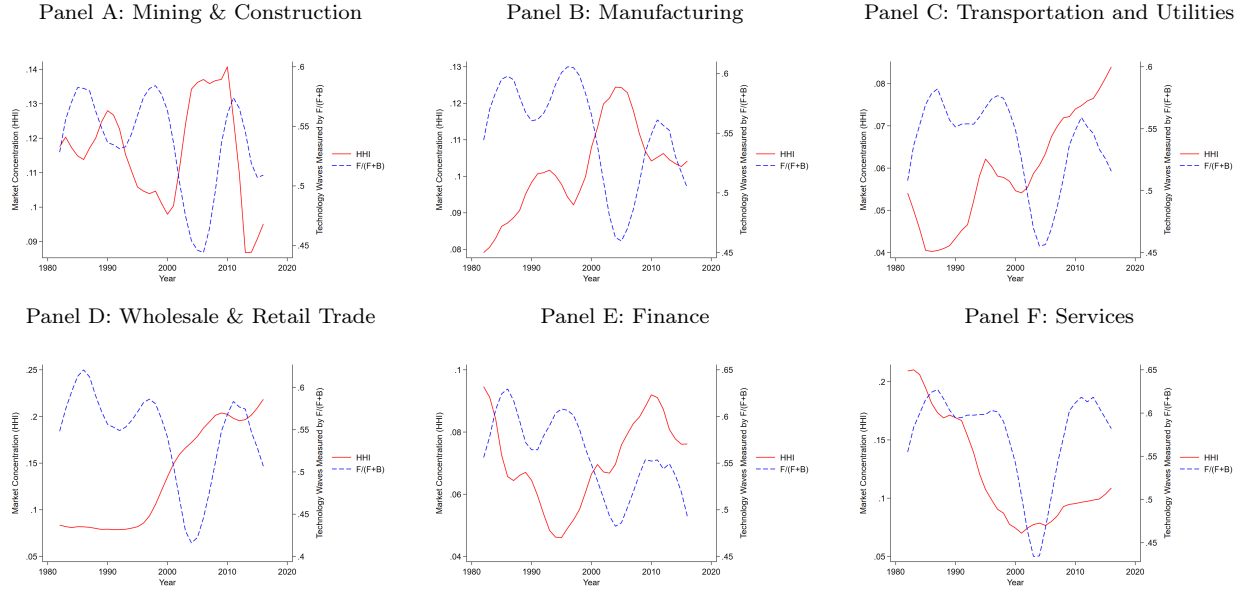 Panel A: Mining & Construction
Market Concentration (HHI)
.14
.13
.12
.11
.1
.09
.6
.55
.5
.45
Technology Waves Measured by F/(F+B)
1980 1990 2000 2010 2020
Year
HHI
F/(F+B)
Panel B: Manufacturing
Market Concentration (HHI)
.13
.12
.11
.10
.09
.08
.6
.55
.5
.45
Technology Waves Measured by F/(F+B)
1980 1990 2000 2010 2020
Year
HHI
F/(F+B)
Panel C: Transportation and Utilities
Market Concentration (HHI)
.08
.07
.06
.05
.04
.6
.55
.5
.45
Technology Waves Measured by F/(F+B)
1980 1990 2000 2010 2020
Year
HHI
F/(F+B)
Panel D: Wholesale & Retail Trade
Market Concentration (HHI)
.25
.2
.15
.1
.05
.6
.55
.5
.45
.4
Technology Waves Measured by F/(F+B)
1980 1990 2000 2010 2020
Year
HHI
F/(F+B)
Panel E: Finance
Market Concentration (HHI)
.1
.08
.06
.04
.65
.6
.55
.5
.45
Technology Waves Measured by F/(F+B)
1980 1990 2000 2010 2020
Year
HHI
F/(F+B)
Panel F: Services
Market Concentration (HHI)
.2
.15
.1
.05
.65
.6
.55
.5
.45
Technology Waves Measured by F/(F+B)
1980 1990 2000 2010 2020
Year
HHI
F/(F+B)